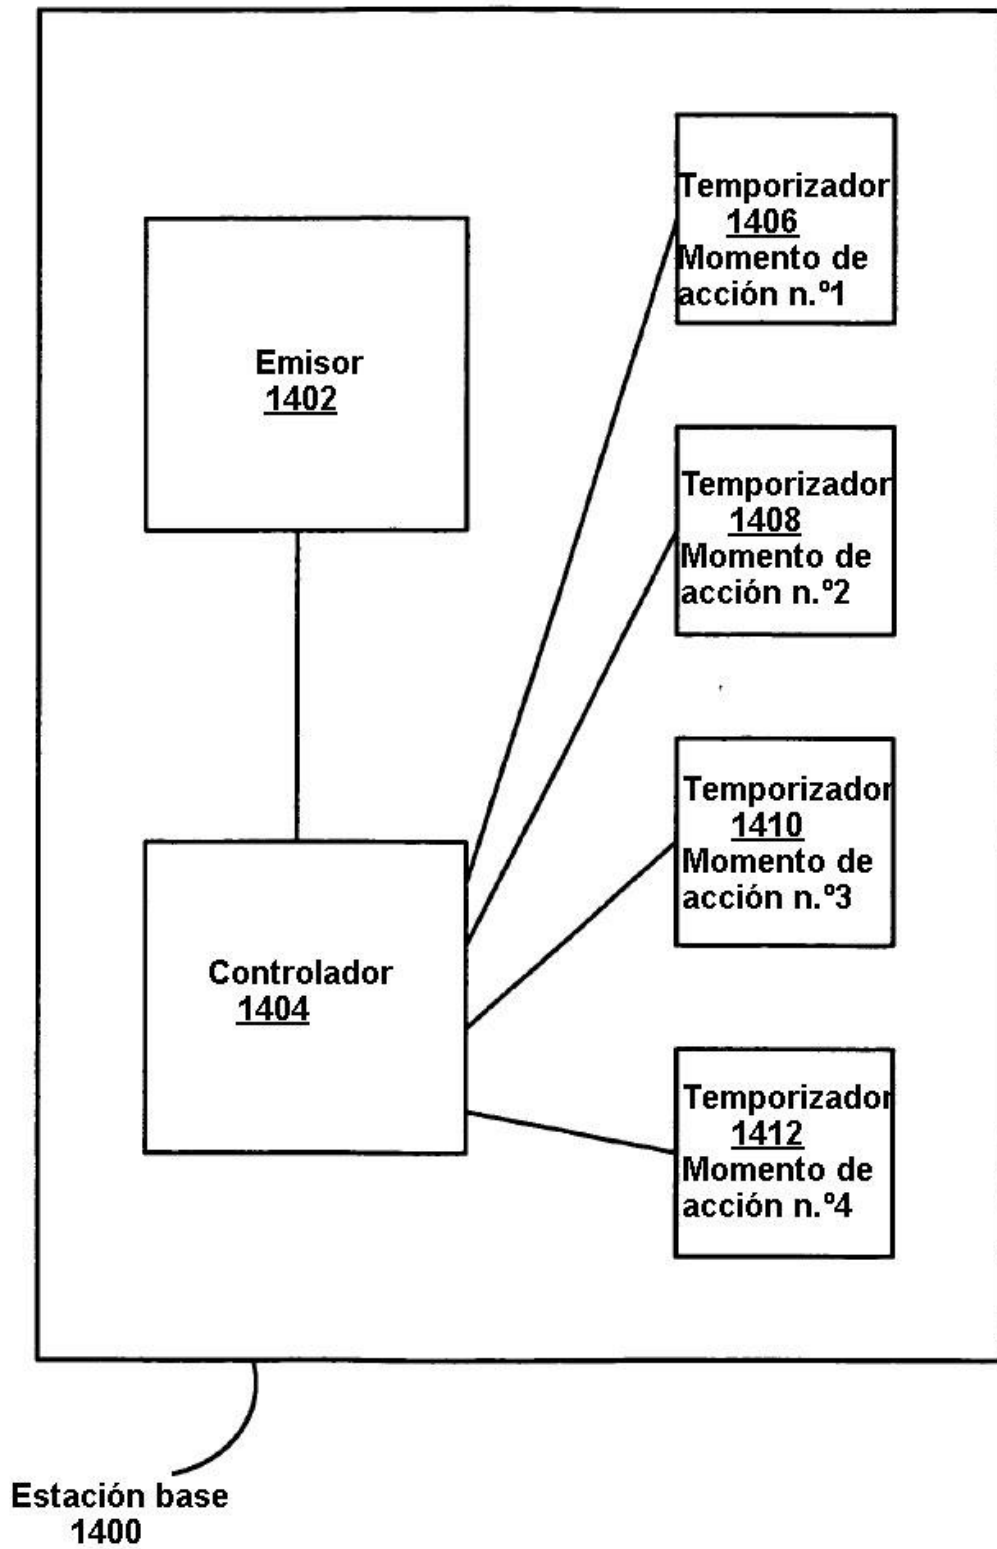 Temporizador
1406
Momento de
acción n.º1
Emisor
1402
Temporizador
1408
Momento de
acción n.º2
Temporizador
1410
Momento de
acción n.º3
Controlador
1404
Temporizador
1412
Momento de
acción n.º4
Estación base
1400